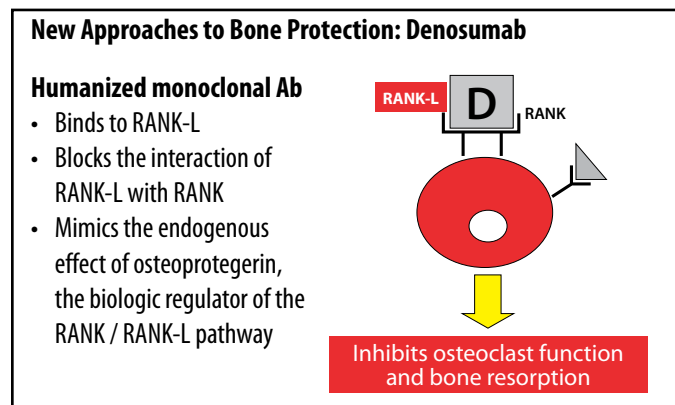 New Approaches to Bone Protection: Denosumab
Humanized monoclonal Ab
• Binds to RANK-L
• Blocks the interaction of
RANK-L with RANK
• Mimics the endogenous
effect of osteoprotegerin,
the biologic regulator of the
RANK / RANK-L pathway
RANK-L
D
RANK
Inhibits osteoclast function
and bone resorption